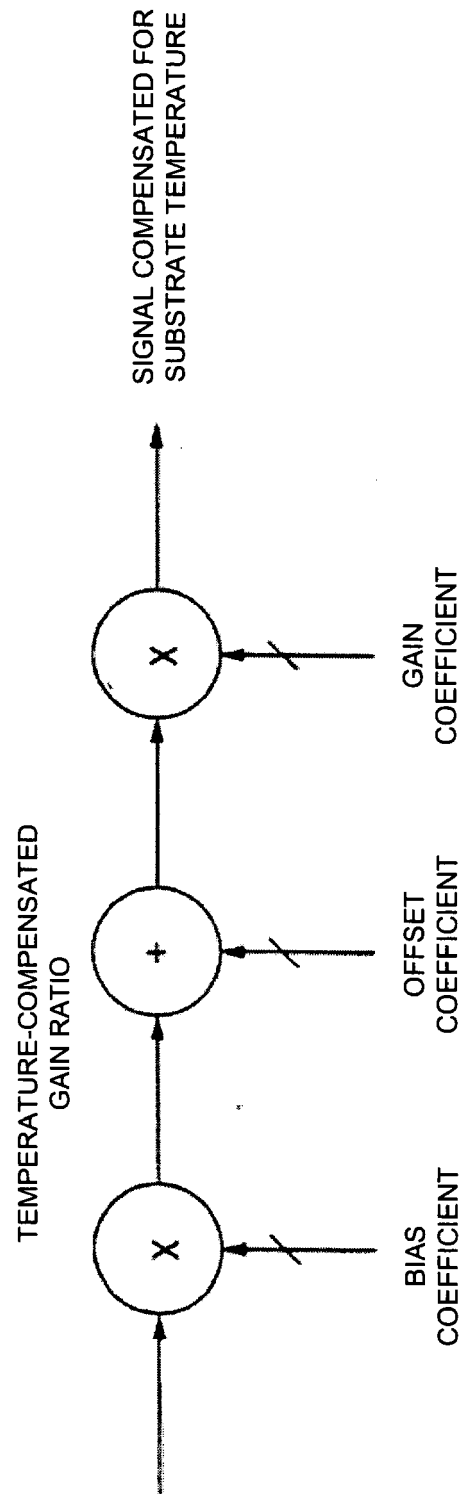 TEMPERATURE-COMPENSATED
GAIN RATIO
X
+
X
SIGNAL COMPENSATED FOR
SUBSTRATE TEMPERATURE
BIAS
COEFFICIENT
OFFSET
COEFFICIENT
GAIN
COEFFICIENT